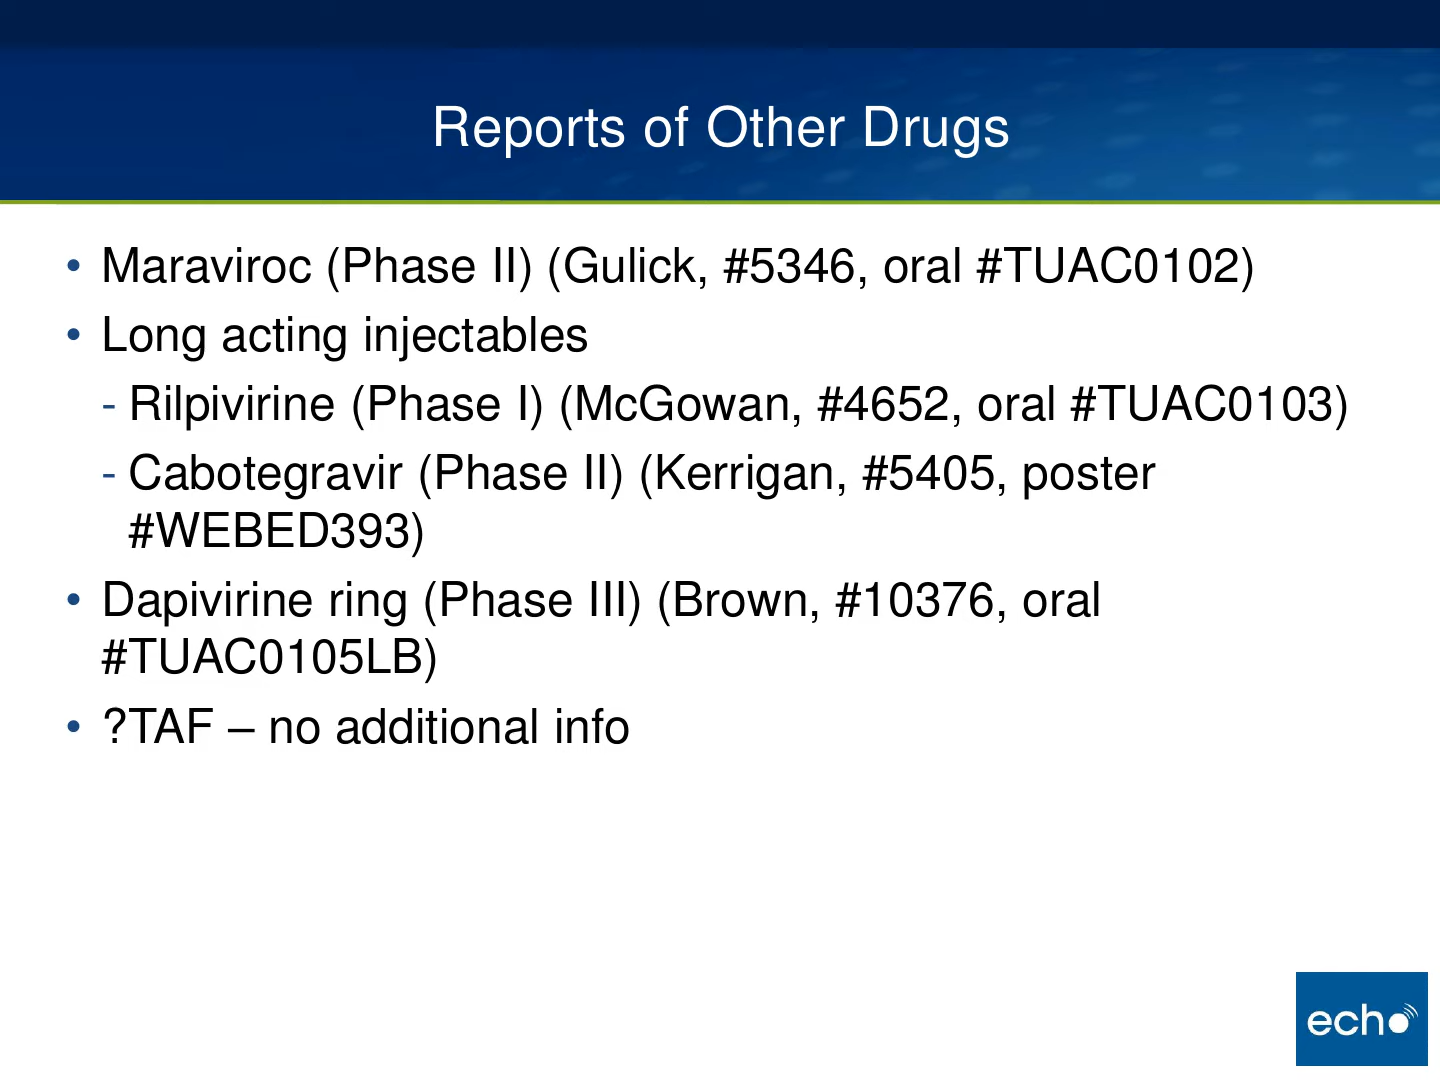 Reports of Other Drugs
• Maraviroc (Phase II) (Gulick, #5346, oral #TUAC0102)
• Long acting injectables
- Rilpivirine (Phase I) (McGowan, #4652, oral #TUAC0103)
- Cabotegravir (Phase II) (Kerrigan, #5405, poster
#WEBED393)
• Dapivirine ring (Phase III) (Brown, #10376, oral
#TUAC0105LB)
• ?TAF – no additional info
echo